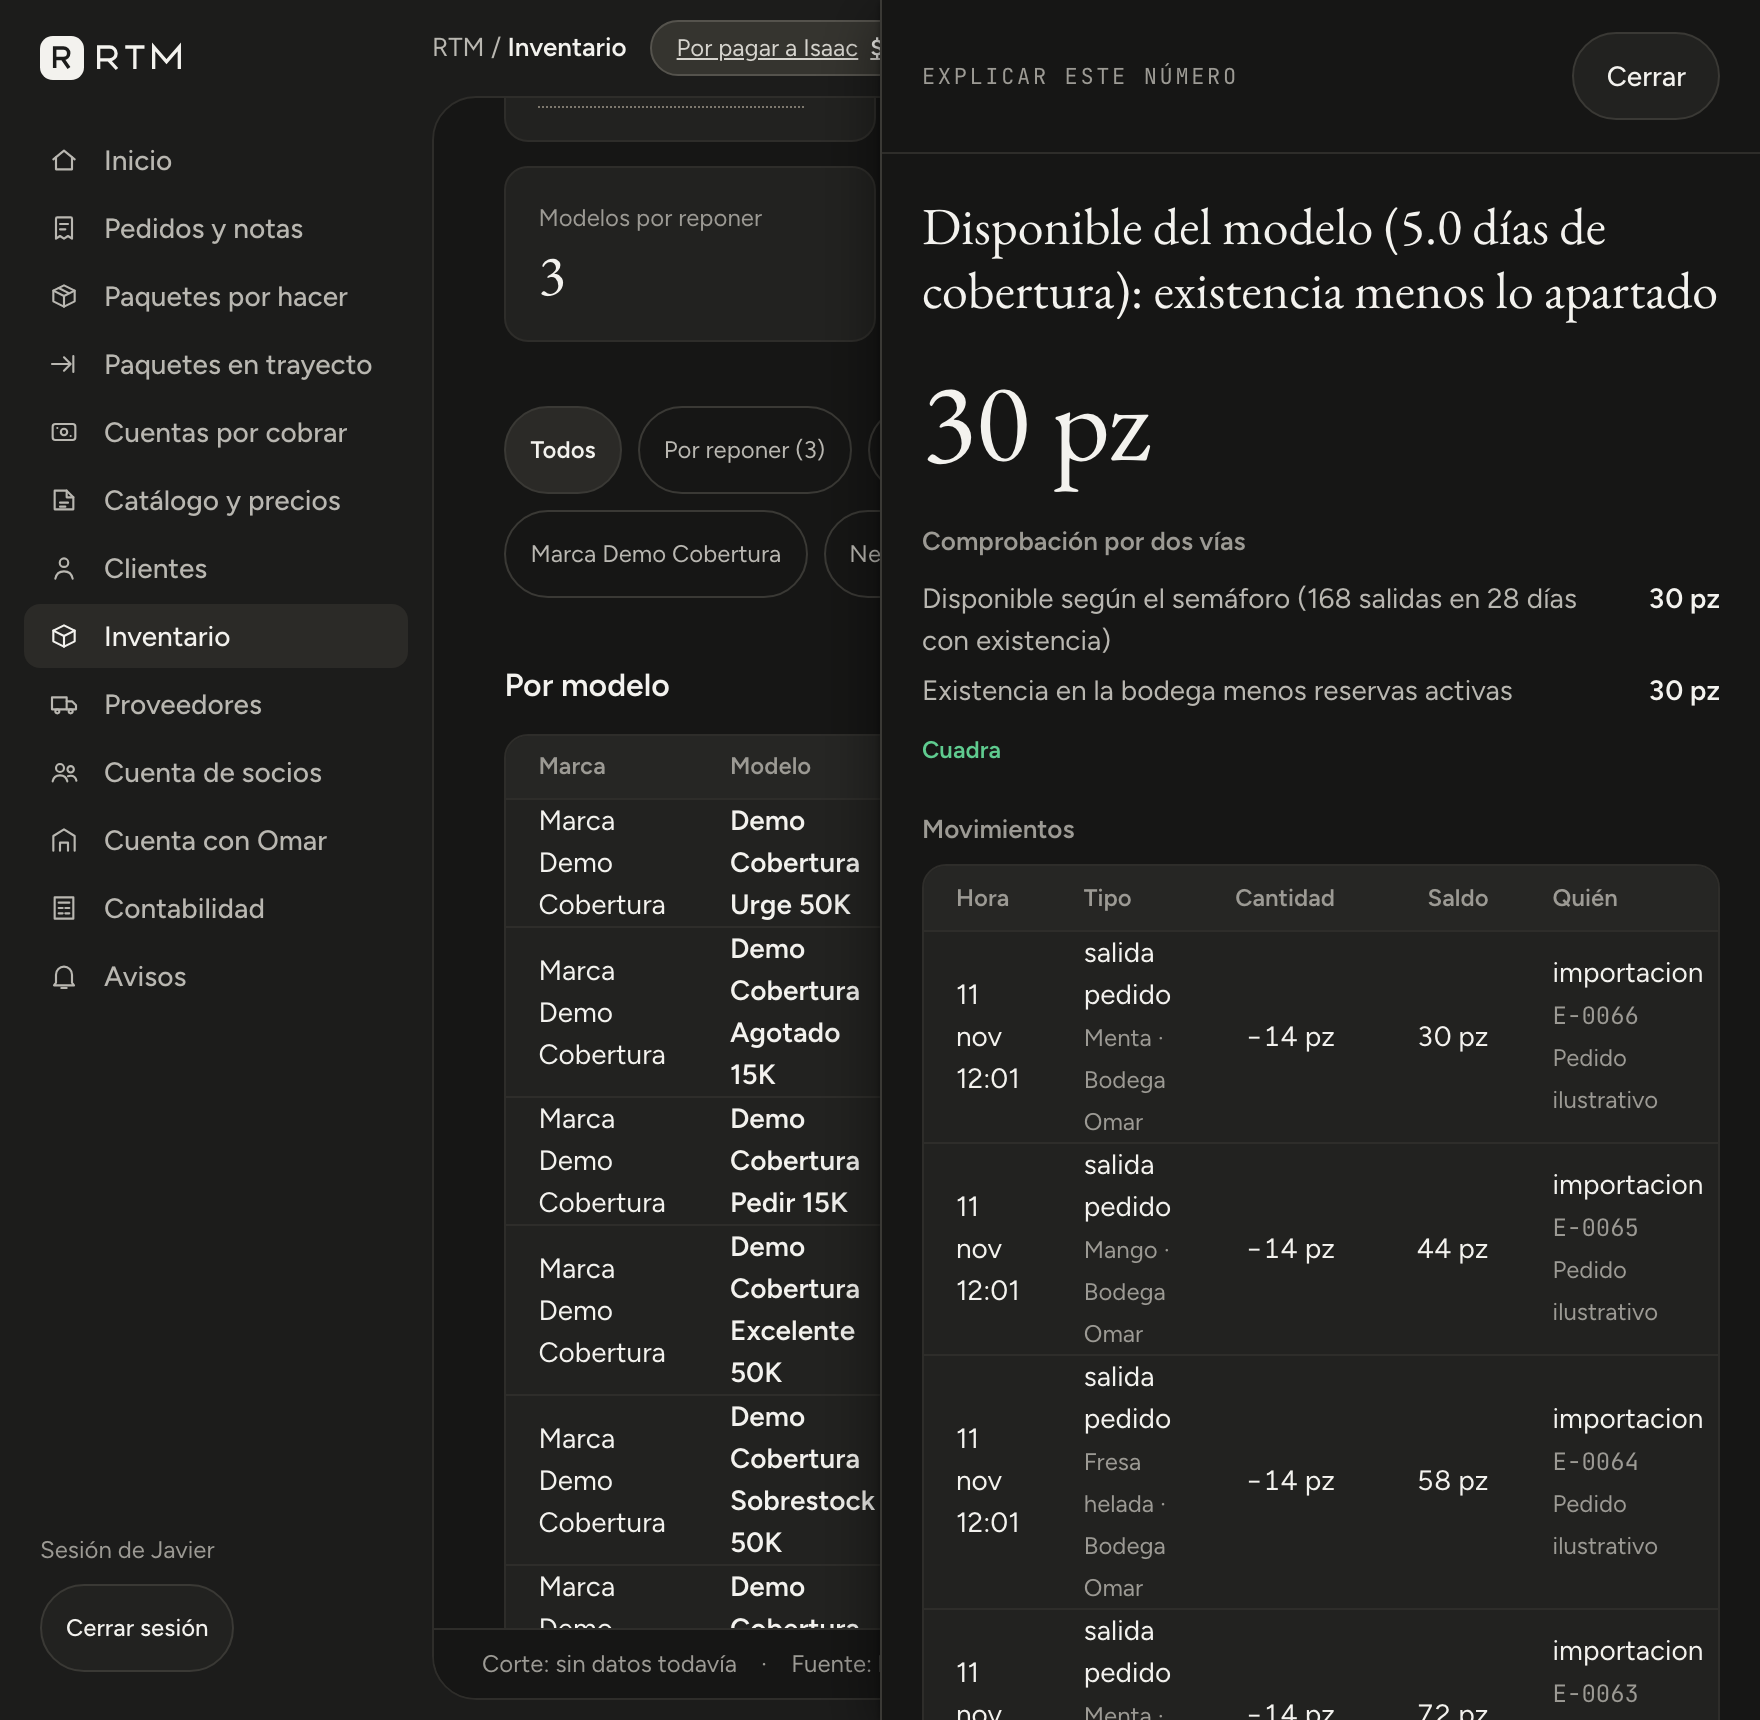 R RTM
Inicio
Pedidos y notas
Paquetes por hacer
Paquetes en trayecto
Cuentas por cobrar
Catálogo y precios
Clientes
Inventario
Proveedores
Cuenta de socios
Cuenta con Omar
Contabilidad
Avisos
Sesión de Javier
Cerrar sesión
RTM / Inventario
Por pagar a Isaac
Modelos por reponer
3
Todos
Por reponer (3)
Marca Demo Cobertura
Por modelo
Marca Modelo
Marca
Demo
Cobertura
Demo
Cobertura
Urge 50K
Marca
Demo
Cobertura
Demo
Cobertura
Agotado
15K
Marca
Demo
Cobertura
Demo
Cobertura
Pedir 15K
Marca
Demo
Cobertura
Demo
Cobertura
Excelente
50K
Marca
Demo
Cobertura
Demo
Cobertura
Sobrestock
50K
Marca
Demo
Demo
Cobertura
Corte: sin datos todavía · Fuente:
EXPLICAR ESTE NÚMERO
Cerrar
Disponible del modelo (5.0 días de
cobertura): existencia menos lo apartado
30 pz
Comprobación por dos vías
Disponible según el semáforo (168 salidas en 28 días
con existencia)
30 pz
Existencia en la bodega menos reservas activas 30 pz
Cuadra
Movimientos
Hora Tipo Cantidad Saldo Quién
11
nov
12:01
salida
pedido
Menta ·
Bodega
Omar
-14 pz
30 pz
importacion
E-0066
Pedido
ilustrativo
11
nov
12:01
salida
pedido
Mango ·
Bodega
Omar
-14 pz
44 pz
importacion
E-0065
Pedido
ilustrativo
11
nov
12:01
salida
pedido
Fresa
helada ·
Bodega
Omar
-14 pz
58 pz
importacion
E-0064
Pedido
ilustrativo
11
nov
salida
pedido
Menta ·
-14 pz
72 pz
importacion
E-0063